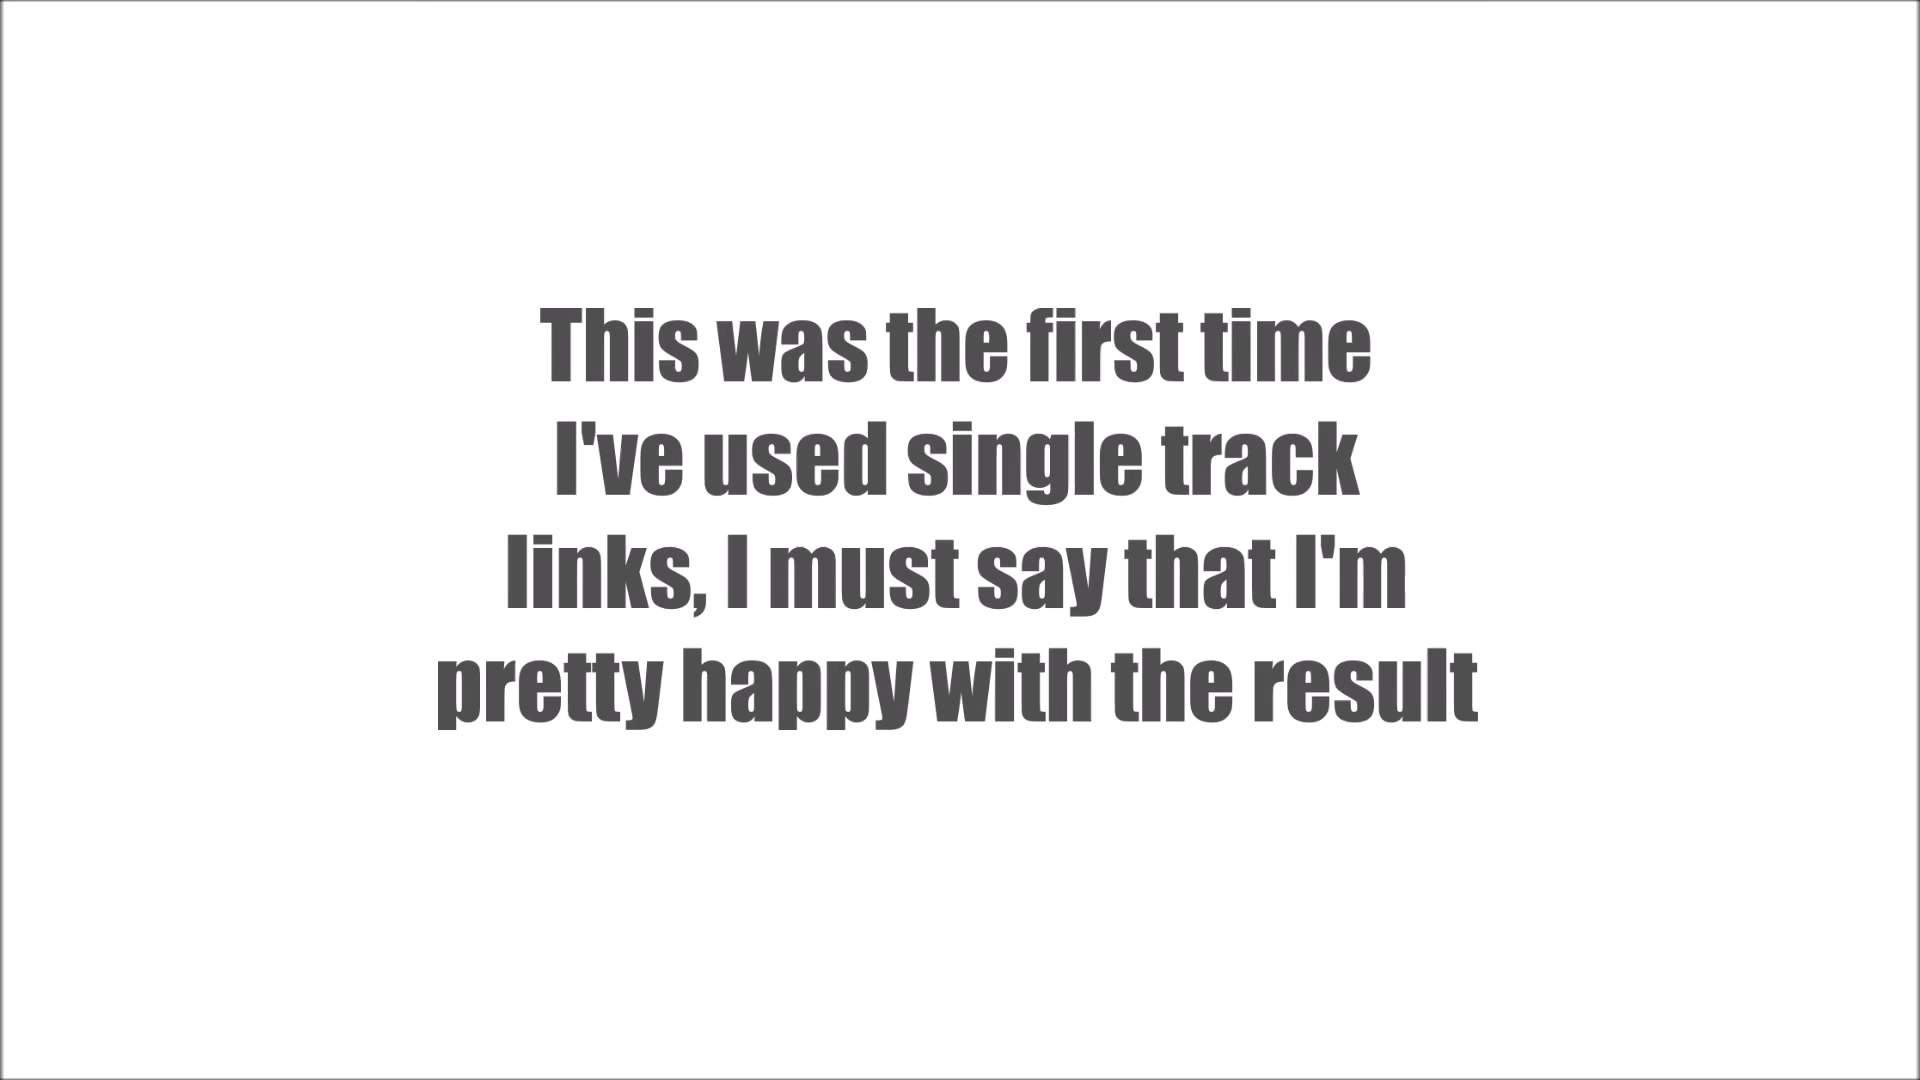 This was the first time
I've used single track
links, I must say that I'm
pretty happy with the result